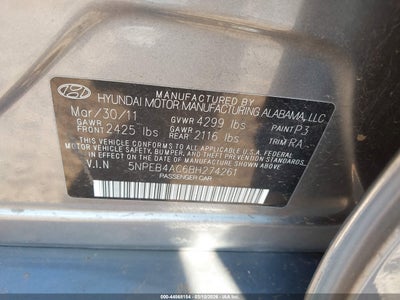 MANUFACTURED BY
HYUNDAI MOTOR MANUFACTURING ALABAMA, LLC
Mar/30/11 GVWR 4299 lbs PAINT P3
GAWR FRONT 2425 lbs GAWR REAR 2116 lbs TRIM RA
THIS VEHICLE CONFORMS TO ALL APPLICABLE FEDERAL
MOTOR VEHICLE SAFETY, BUMPER, AND THEFT
PREVENTION STANDARDS IN EFFECT ON THE DATE OF
MANUFACTURE SHOWN ABOVE.
V.I.N 5NPEB4AC6BH274261
PASSENGER CAR